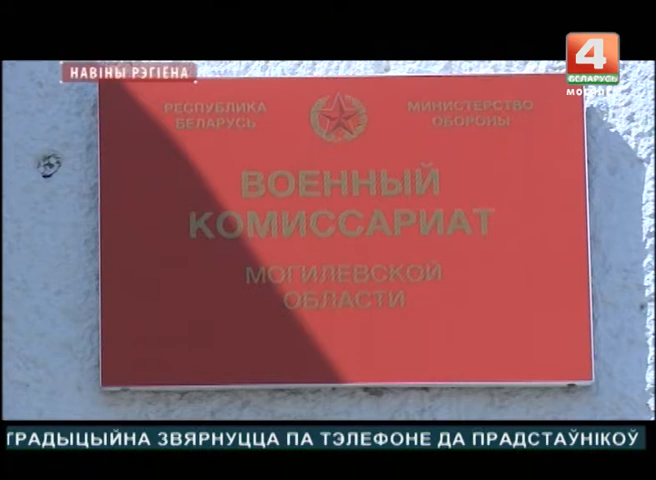 НАВІНЫ РЭГІЁНА
4
БЕЛАРУСЬ
РЕСПУБЛИКА
БЕЛАРУСЬ
МИНИСТЕРСТВО
ОБОРОНЫ
ВОЕННЫЙ
КОМИССАРИАТ
МОГИЛЕВСКОЙ
ОБЛАСТИ
ТРАДЫЦЫЙНА ЗВЯРНУЦЦА ПА ТЭЛЕФОНЕ ДА ПРАДСТАЎНІКОЎ